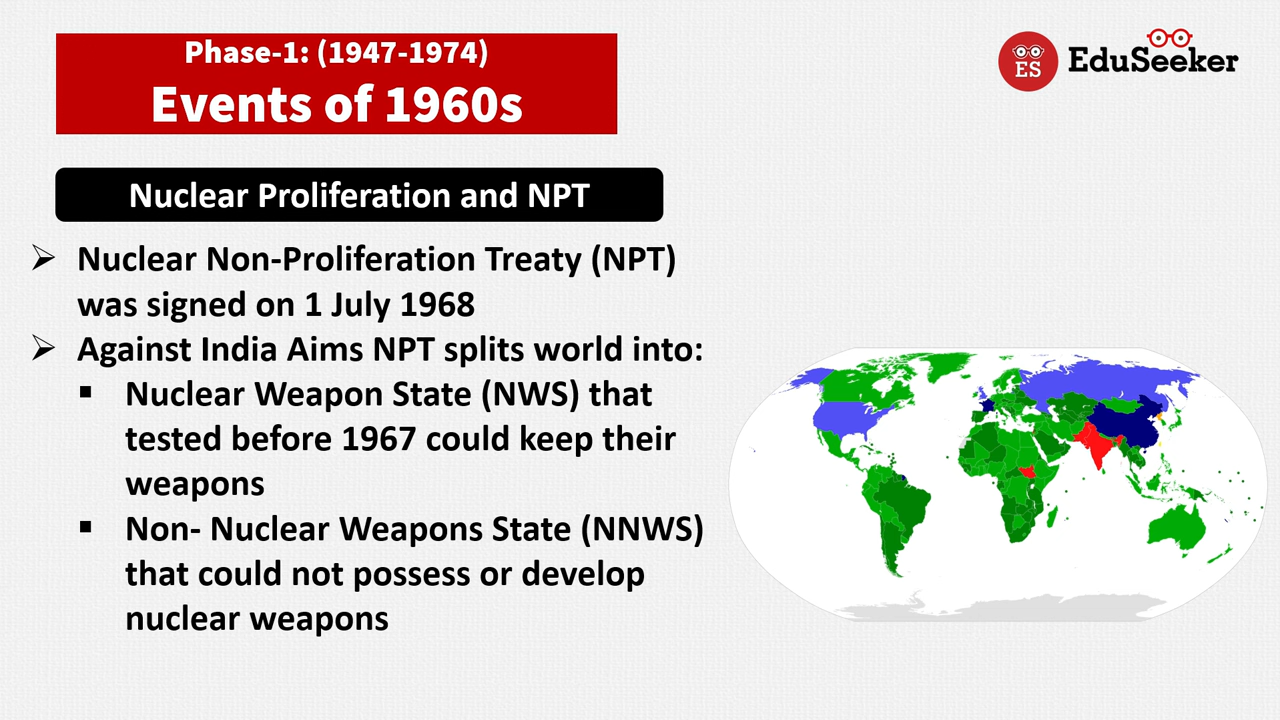 Phase-1: (1947-1974)
Events of 1960s
ES
EduSeeker
Nuclear Proliferation and NPT
➢ Nuclear Non-Proliferation Treaty (NPT)
was signed on 1 July 1968
➢ Against India Aims NPT splits world into:
▪ Nuclear Weapon State (NWS) that
tested before 1967 could keep their
weapons
▪ Non- Nuclear Weapons State (NNWS)
that could not possess or develop
nuclear weapons